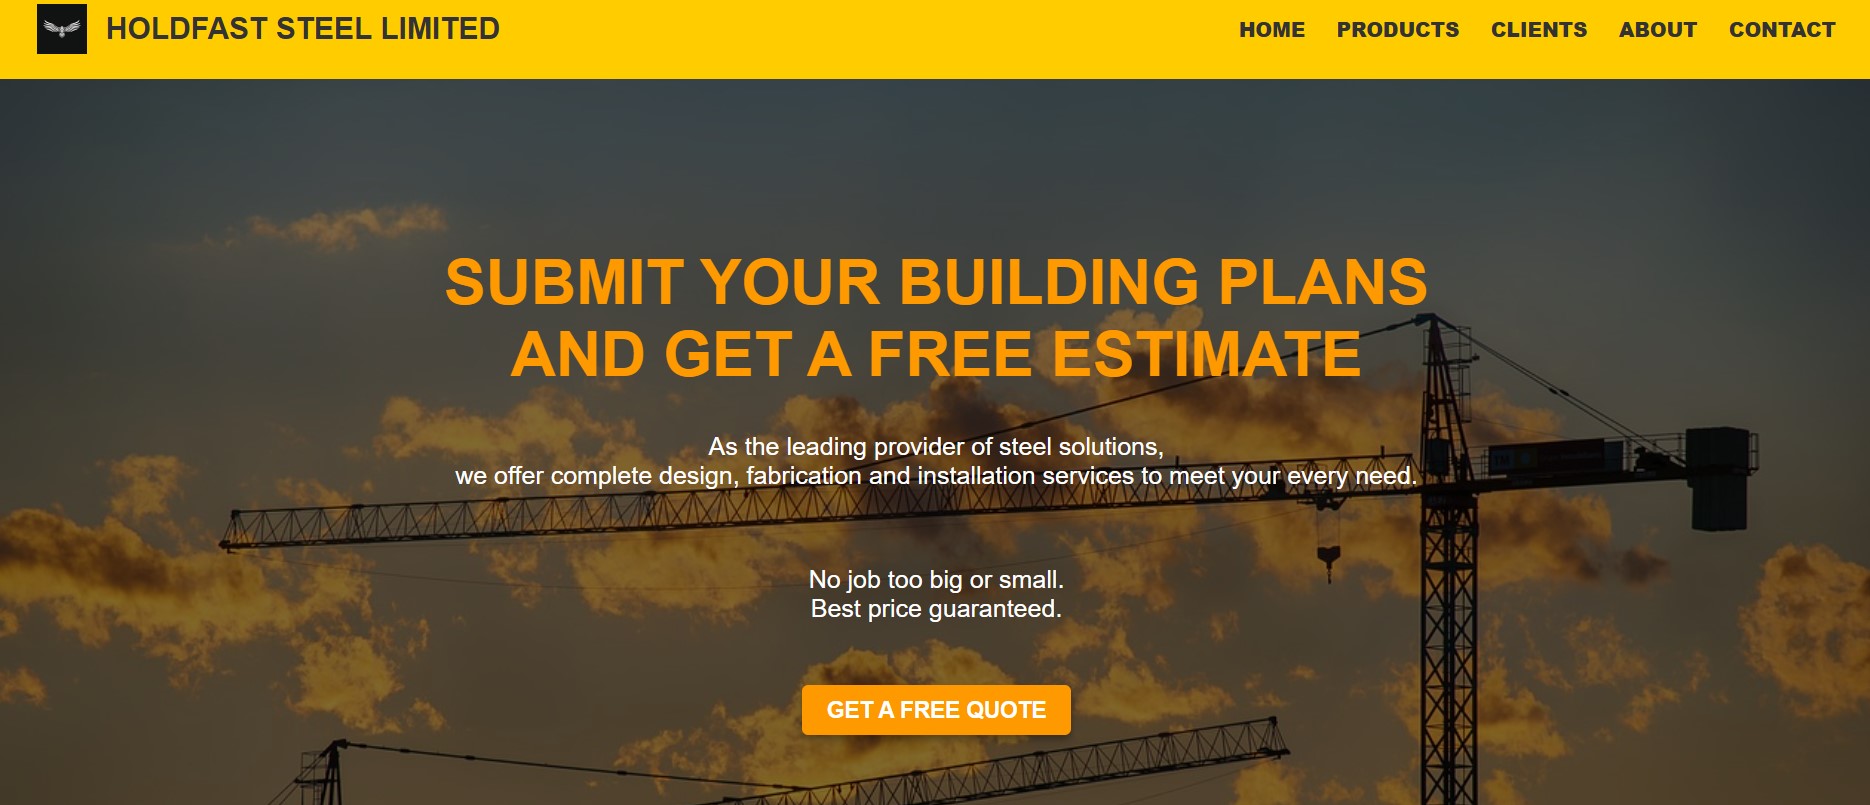 HOLDFAST STEEL LIMITED
HOME PRODUCTS CLIENTS ABOUT CONTACT
SUBMIT YOUR BUILDING PLANS
AND GET A FREE ESTIMATE
As the leading provider of steel solutions,
we offer complete design, fabrication and installation services to meet your every need.
No job too big or small.
Best price guaranteed.
GET A FREE QUOTE